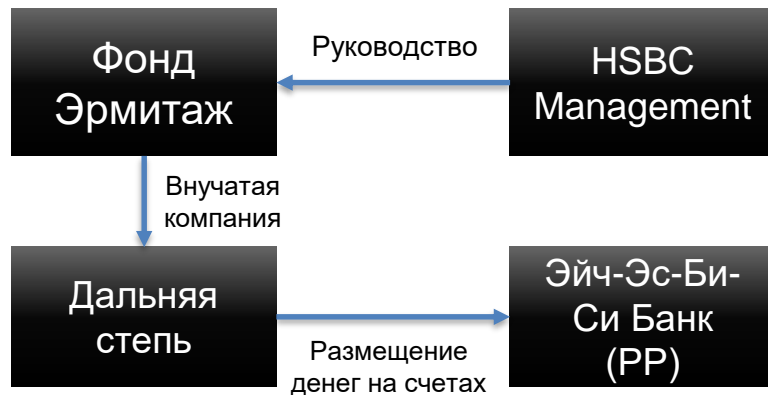 Фонд
Эрмитаж
Руководство
HSBC
Management
Внучатая
компания
Дальняя
степь
Размещение
денег на счетах
Эйч-Эс-Би-
Си Банк
(РР)